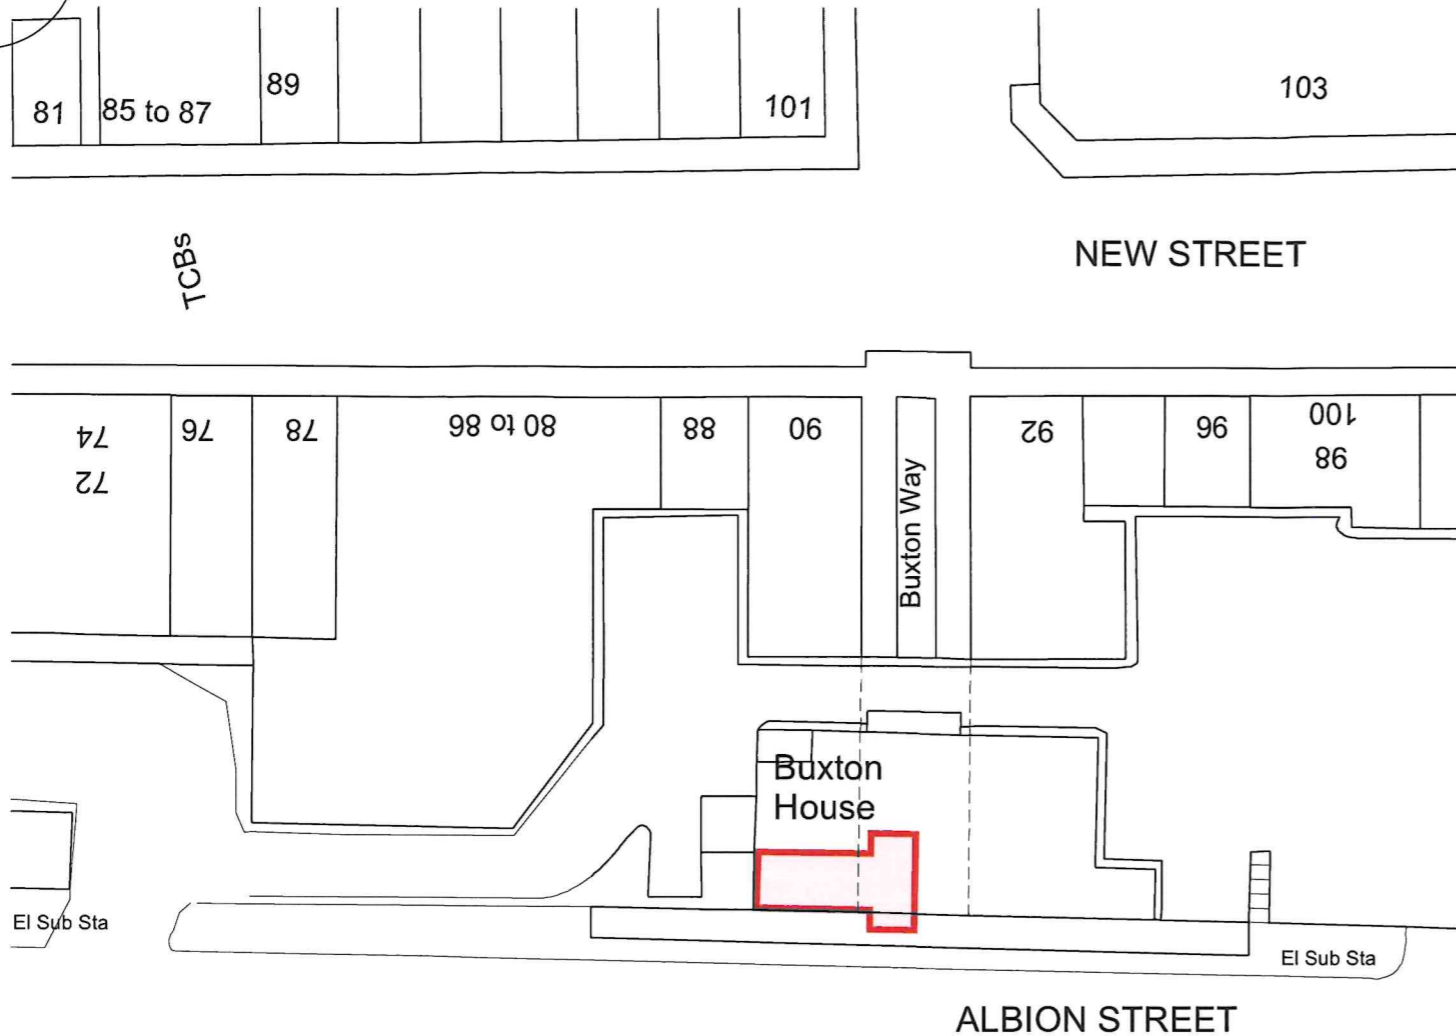 81
85 to 87
89
101
103
NEW STREET
TCBs
74
72
76
78
80 to 86
88
90
Buxton Way
92
96
100
98
Buxton
House
El Sub Sta
El Sub Sta
ALBION STREET